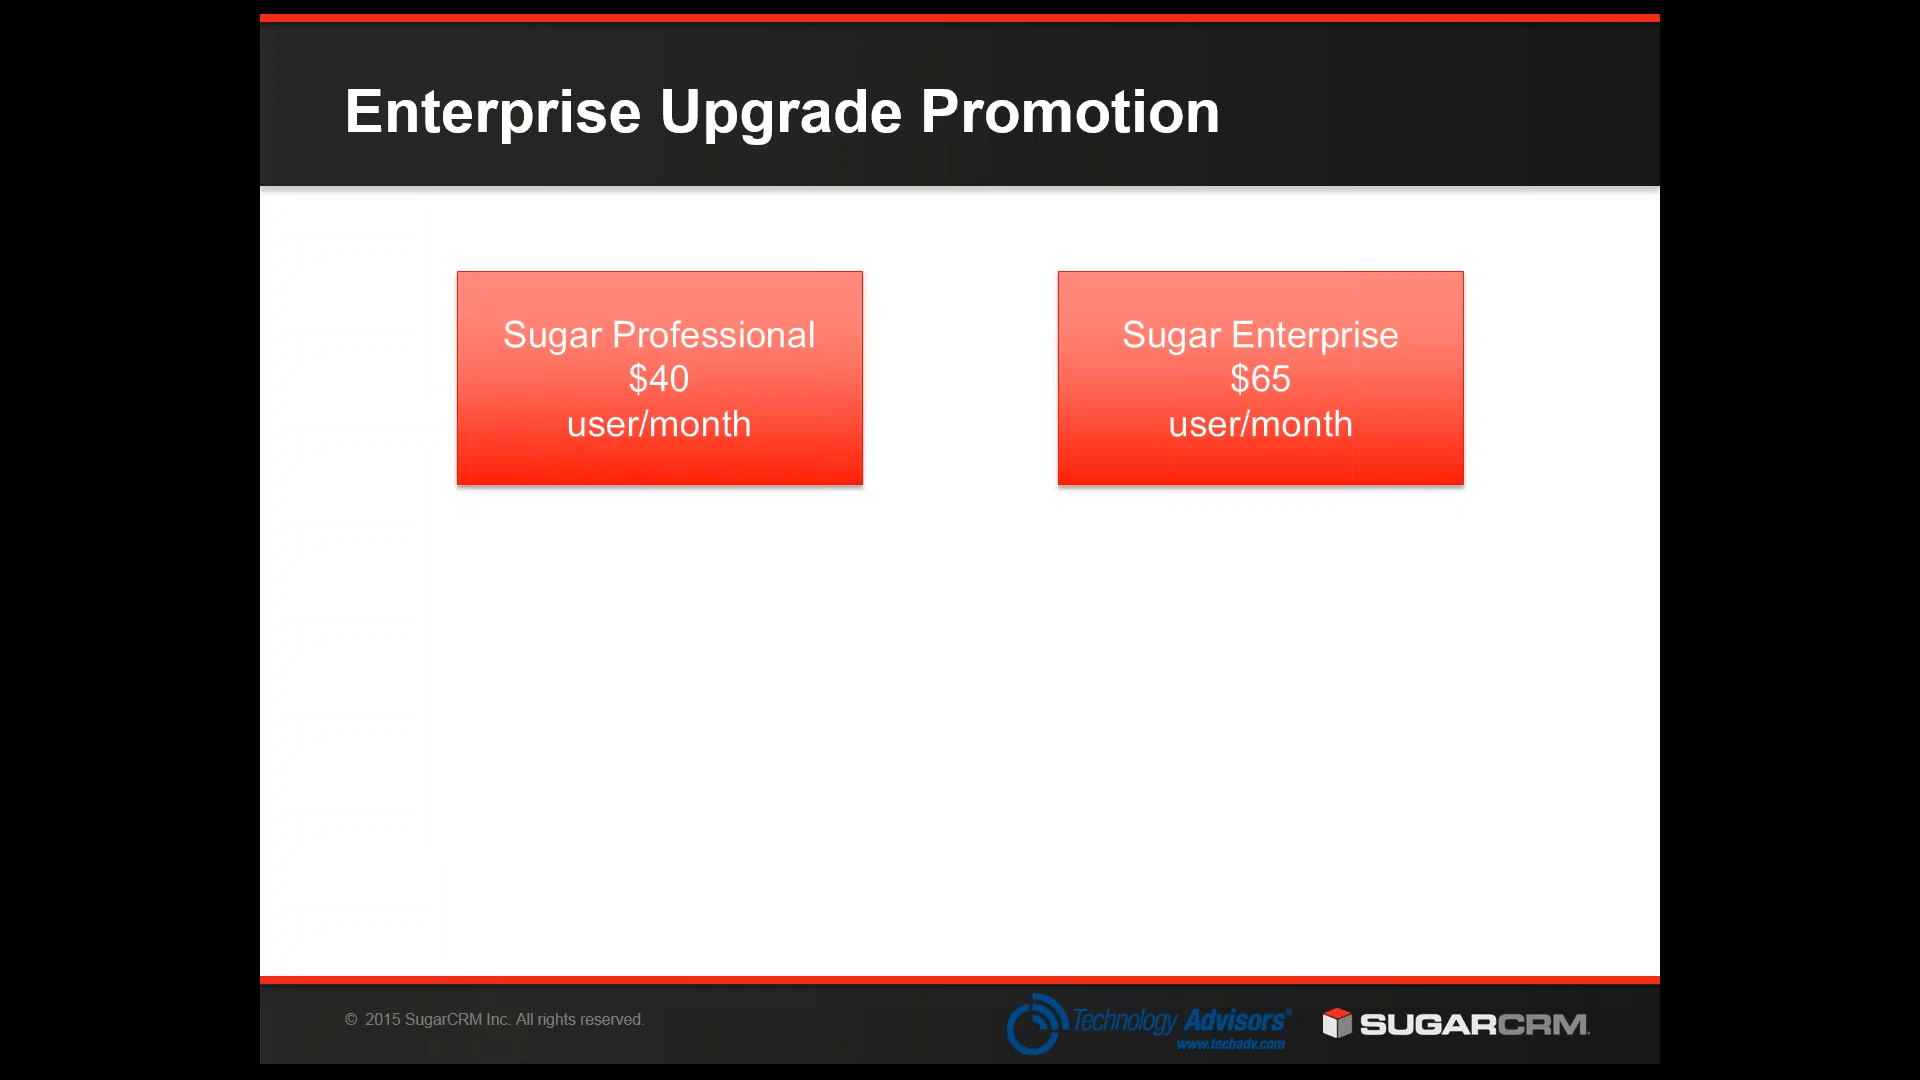 Enterprise Upgrade Promotion
Sugar Professional
$40
user/month
Sugar Enterprise
$65
user/month
© 2015 SugarCRM Inc. All rights reserved.
Technology Advisors®
www.techadv.com
SUGARCRM